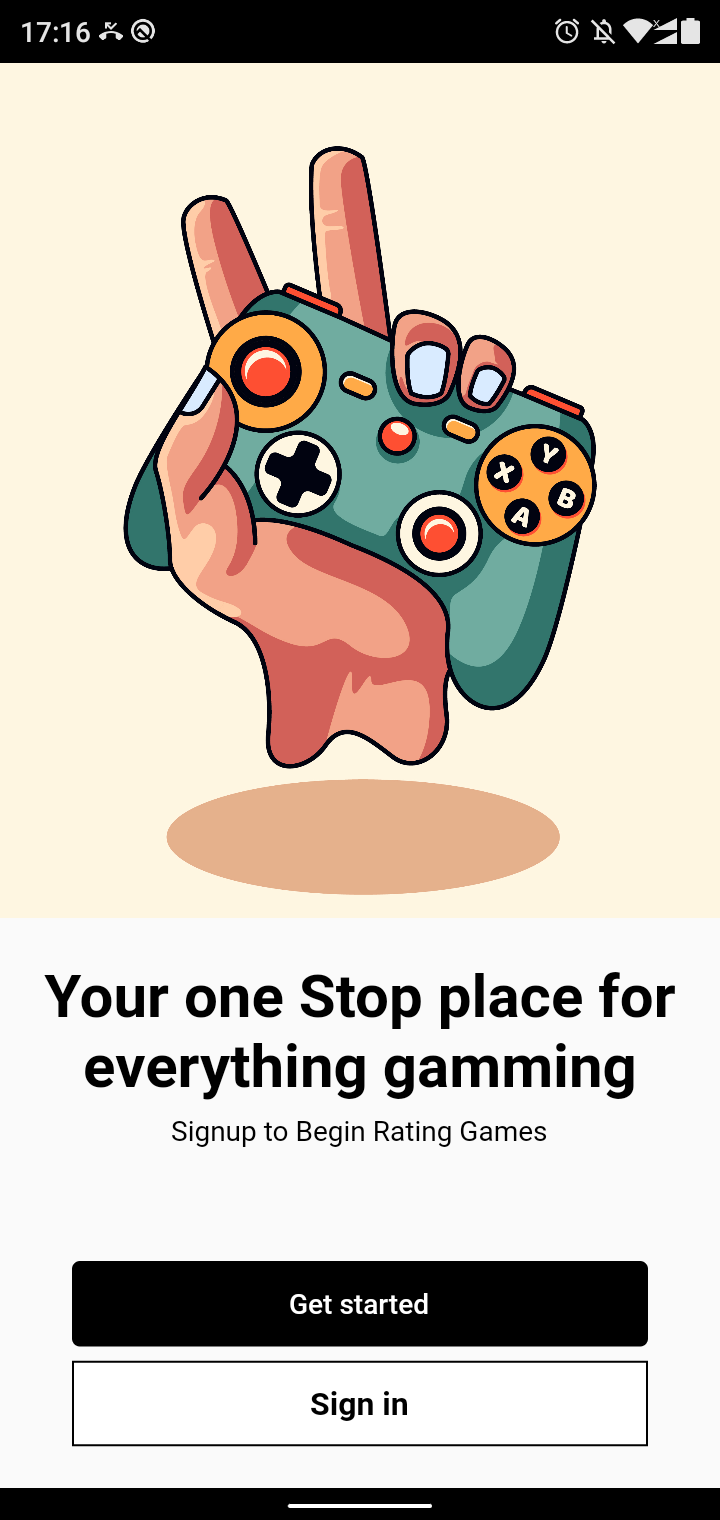 17:16
Y
X
B
A
Your one Stop place for
everything gamming
Signup to Begin Rating Games
Get started
Sign in